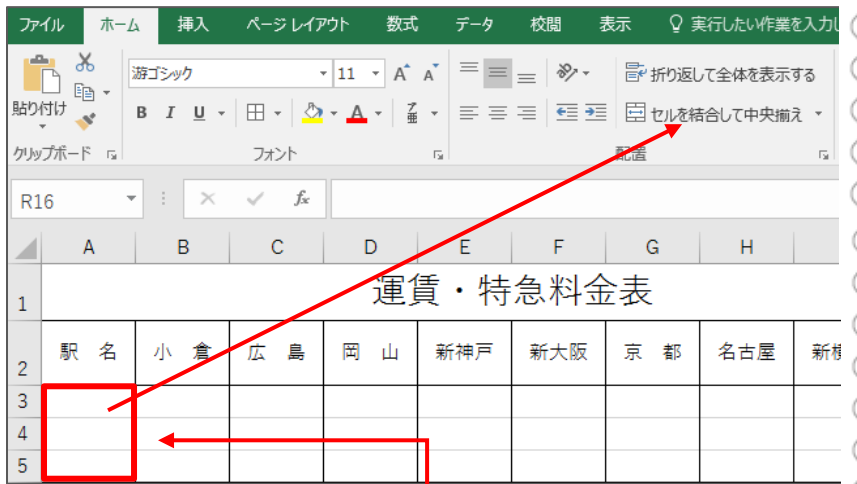 ファイル ホーム 挿入 ページ レイアウト 数式 データ 校閲 表示 実行したい作業を入力し
游ゴシック 11 A A 折り返して全体を表示する
貼り付け B I U A 亜 セルを結合して中央揃え
クリップボード フォント 配置
R16 fx
A B C D E F G H
1 運賃・特急料金表
2 駅 名 小 倉 広 島 岡 山 新神戸 新大阪 京 都 名古屋 新横
3
4
5